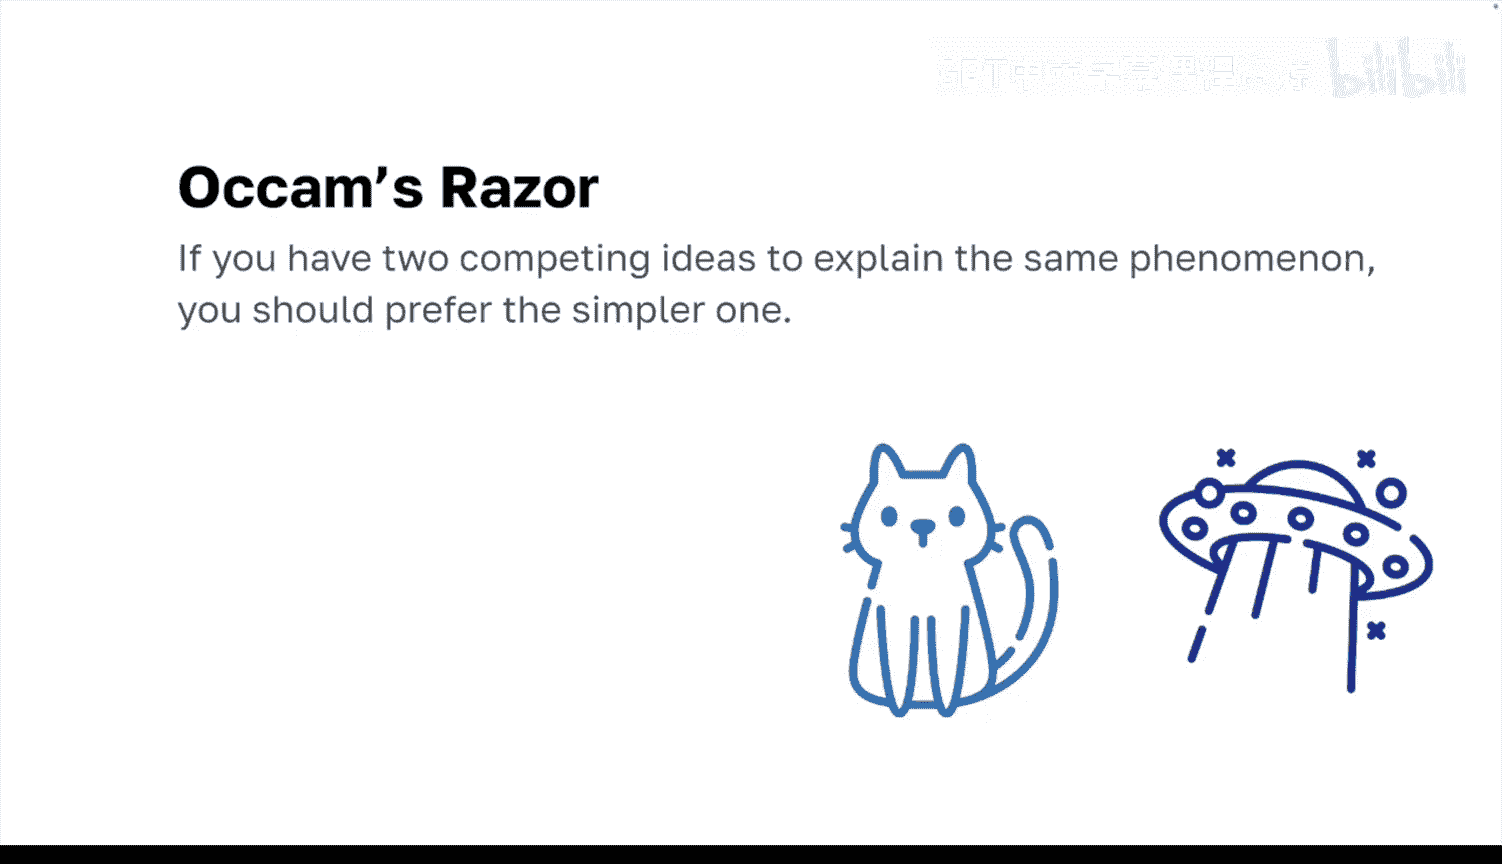 bilibili
Occam’s Razor
If you have two competing ideas to explain the same phenomenon,
you should prefer the simpler one.